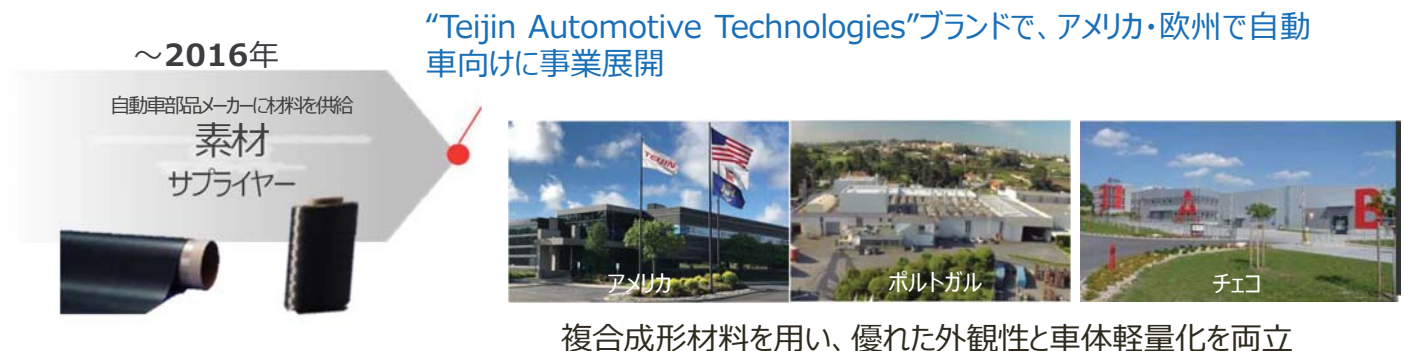 ～2016年
自動車部品メーカーに材料を供給
素材
サプライヤー
“Teijin Automotive Technologies”ブランドで、アメリカ・欧州で自動
車向けに事業展開
TEIJIN
アメリカ
ポルトガル
A
B
チェコ
複合成形材料を用い、優れた外観性と車体軽量化を両立